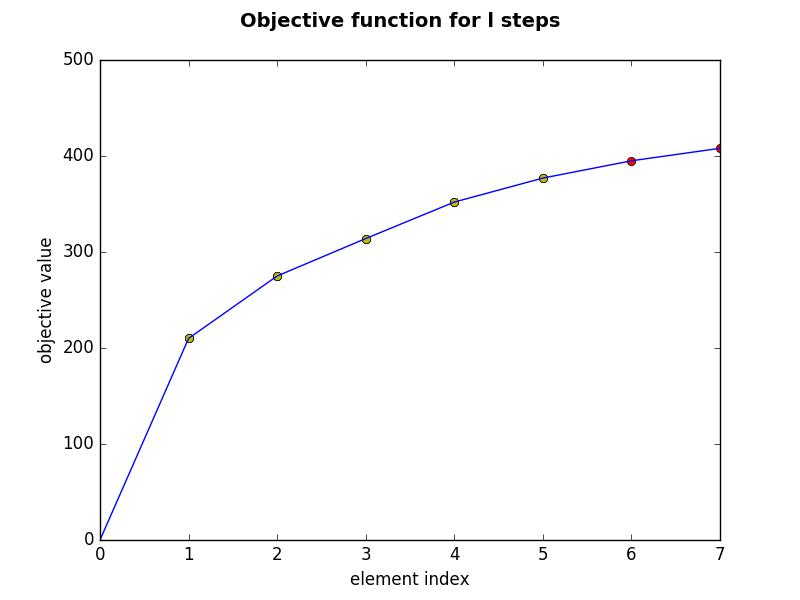 Objective function for l steps
500
400
300
200
100
0
objective value
0 1 2 3 4 5 6 7
element index